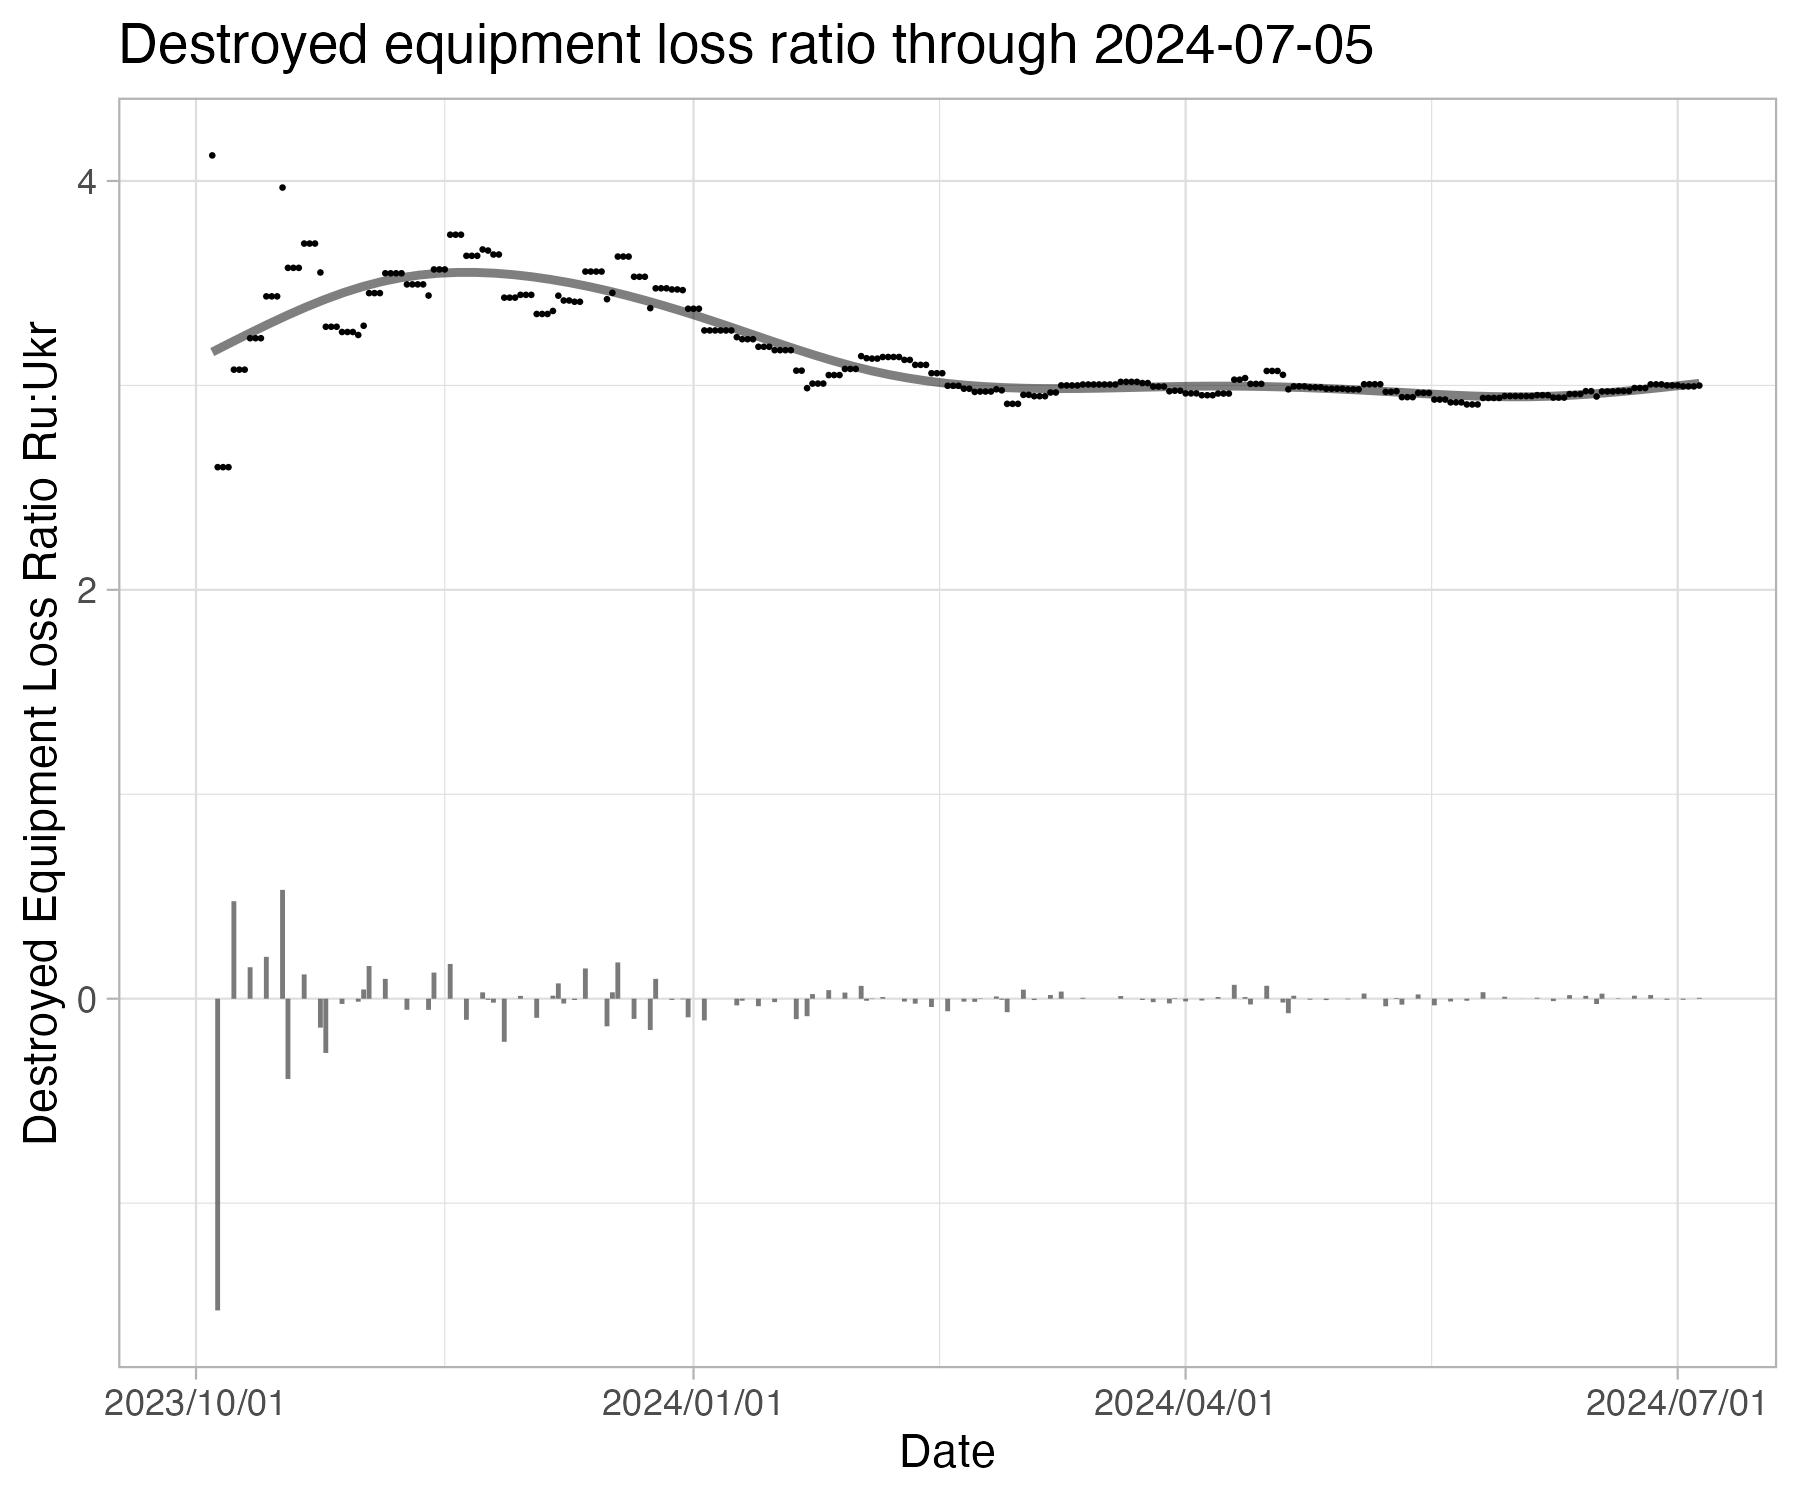 Destroyed equipment loss ratio through 2024-07-05
Destroyed Equipment Loss Ratio Ru:Ukr
4
2
0
2023/10/01
2024/01/01
2024/04/01
2024/07/01
Date